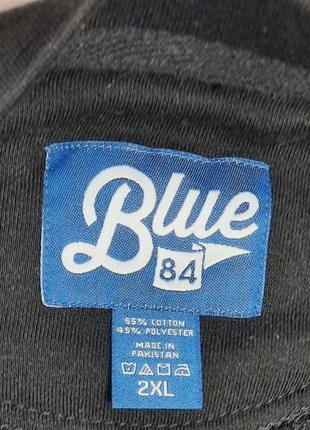 Blue
84
55% COTTON
45% POLYESTER
MADE IN
PAKISTAN
2XL